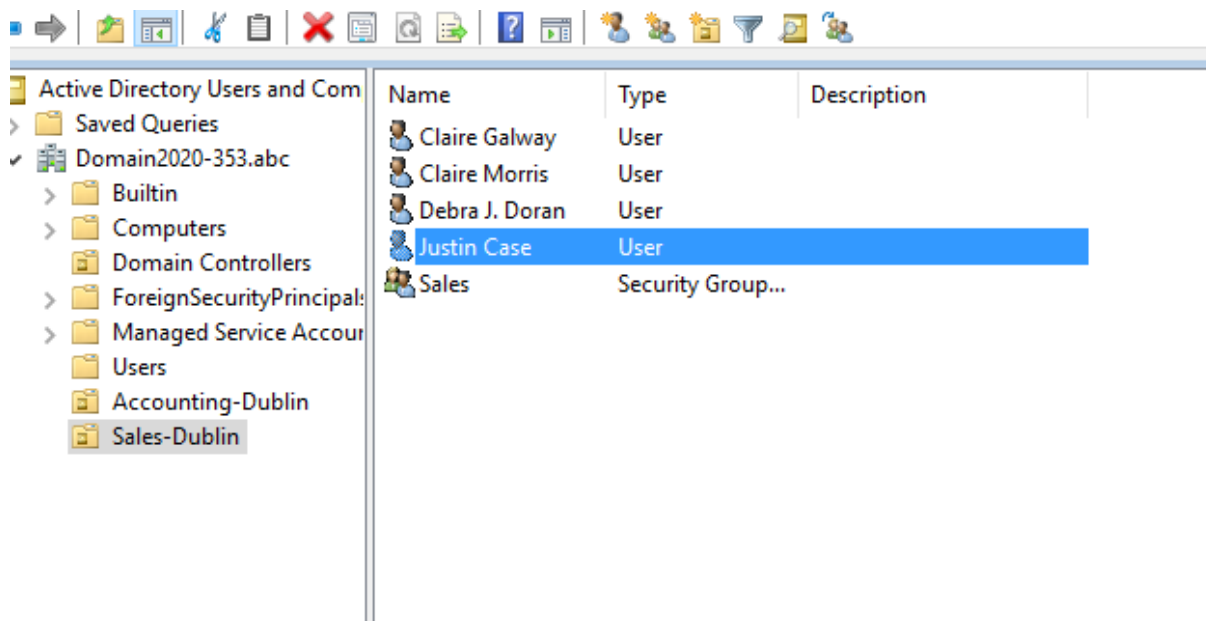 Active Directory Users and Com
Saved Queries
Domain2020-353.abc
Builtin
Computers
Domain Controllers
ForeignSecurityPrincipals
Managed Service Accour
Users
Accounting-Dublin
Sales-Dublin
Name Type Description
Claire Galway User
Claire Morris User
Debra J. Doran User
Justin Case User
Sales Security Group...